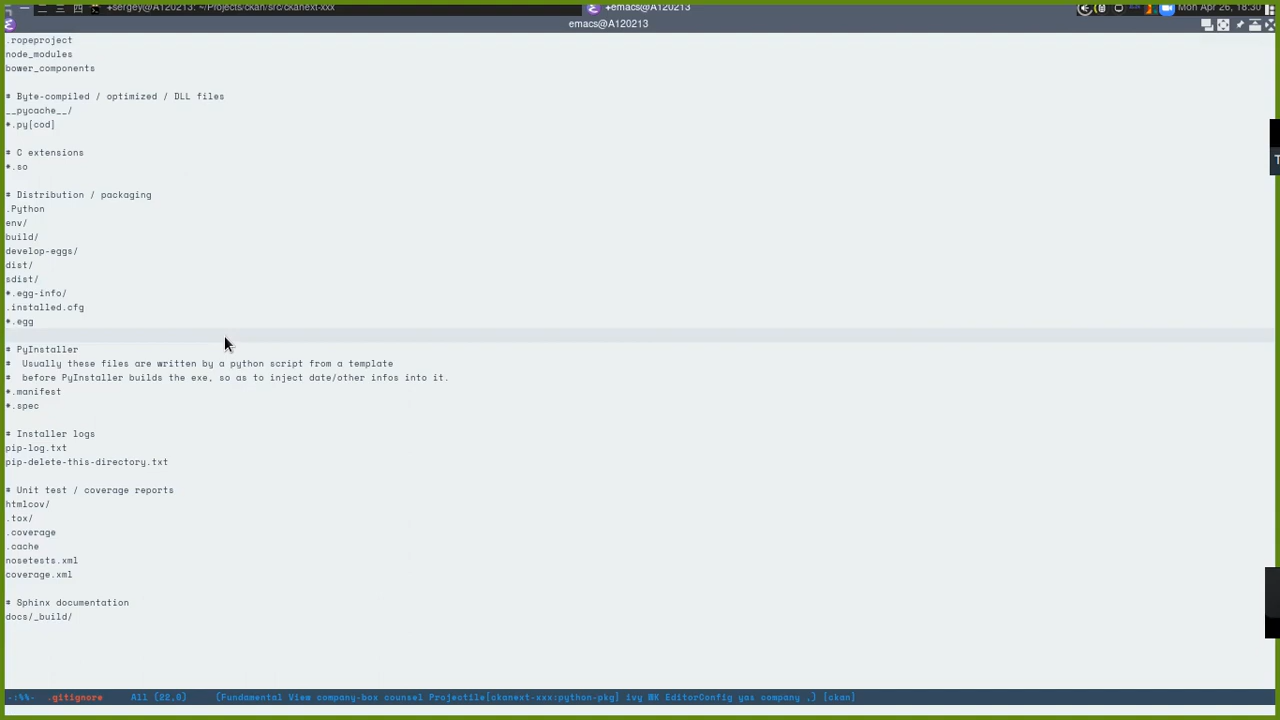 +sergey@A120213: ~/Projects/ckan/src/ckanext-xxx
+emacs@A120213
Mon Apr 26, 18:30
emacs@A120213
.ropeproject
node_modules
bower_components
# Byte-compiled / optimized / DLL files
__pycache__/
*.py[cod]
# C extensions
*.so
# Distribution / packaging
.Python
env/
build/
develop-eggs/
dist/
sdist/
*.egg-info/
.installed.cfg
*.egg
# PyInstaller
#  Usually these files are written by a python script from a template
#  before PyInstaller builds the exe, so as to inject date/other infos into it.
*.manifest
*.spec
# Installer logs
pip-log.txt
pip-delete-this-directory.txt
# Unit test / coverage reports
htmlcov/
.tox/
.coverage
.cache
nosetests.xml
coverage.xml
# Sphinx documentation
docs/_build/
-:%%- .gitignore All (22,0) (Fundamental View company-box counsel Projectile[ckanext-xxx:python-pkg] ivy ⌘K EditorConfig yas company ,) [ckan]